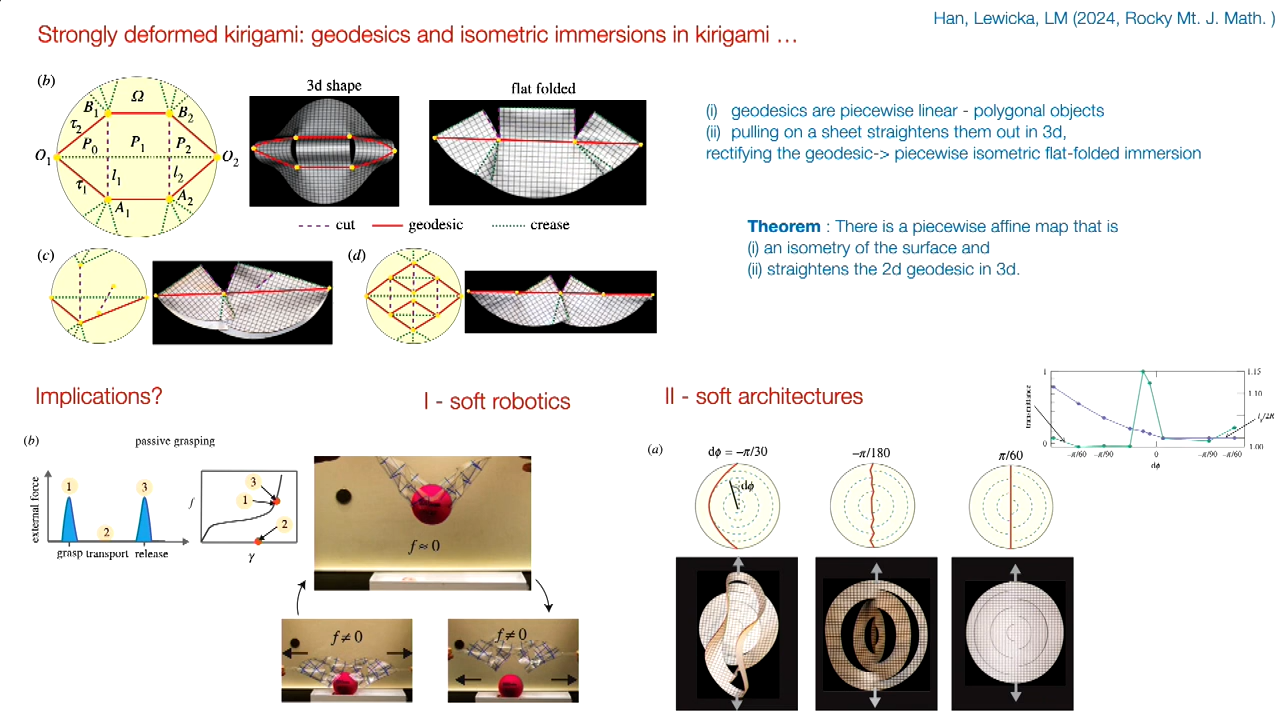 Han, Lewicka, LM (2024, Rocky Mt. J. Math. )
Strongly deformed kirigami: geodesics and isometric immersions in kirigami …
(b)
3d shape
flat folded
Ω
B1
B2
τ2
P0
P1
P2
O1
O2
τ1
l1
l2
A1
A2
cut
geodesic
crease
(c)
(d)
(i) geodesics are piecewise linear - polygonal objects
(ii) pulling on a sheet straightens them out in 3d,
rectifying the geodesic-> piecewise isometric flat-folded immersion
Theorem : There is a piecewise affine map that is
(i) an isometry of the surface and
(ii) straightens the 2d geodesic in 3d.
Implications?
I - soft robotics
II - soft architectures
(b)
passive grasping
external force
1
2
3
grasp transport release
f
3
1
2
γ
f ≈ 0
f ≠ 0
f ≠ 0
1
0
1.15
1.10
1.00
−π/60 −π/90 0 −π/90 −π/60
dϕ
(a)
dϕ = −π/30
−π/180
π/60
dϕ